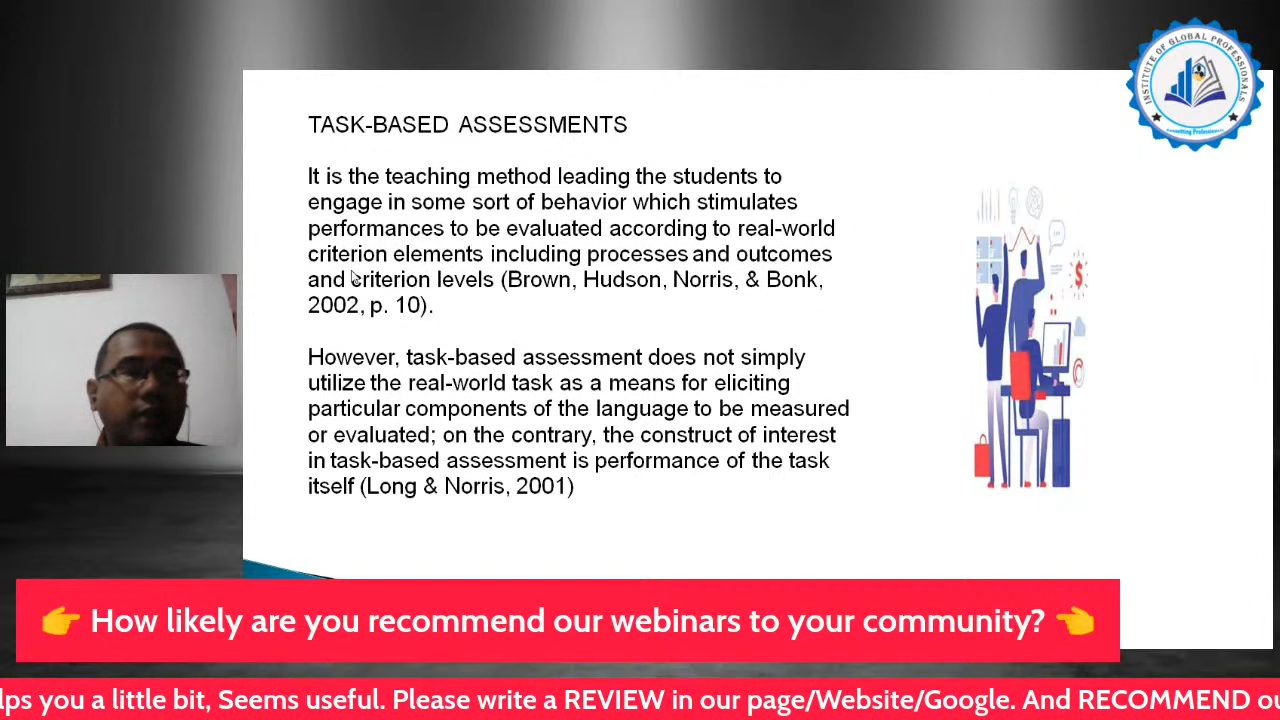 INSTITUTE OF GLOBAL PROFESSIONALS
TASK-BASED ASSESSMENTS
It is the teaching method leading the students to
engage in some sort of behavior which stimulates
performances to be evaluated according to real-world
criterion elements including processes and outcomes
and criterion levels (Brown, Hudson, Norris, & Bonk,
2002, p. 10).
However, task-based assessment does not simply
utilize the real-world task as a means for eliciting
particular components of the language to be measured
or evaluated; on the contrary, the construct of interest
in task-based assessment is performance of the task
itself (Long & Norris, 2001)
👉 How likely are you recommend our webinars to your community? 👈
lps you a little bit, Seems useful. Please write a REVIEW in our page/Website/Google. And RECOMMEND ou